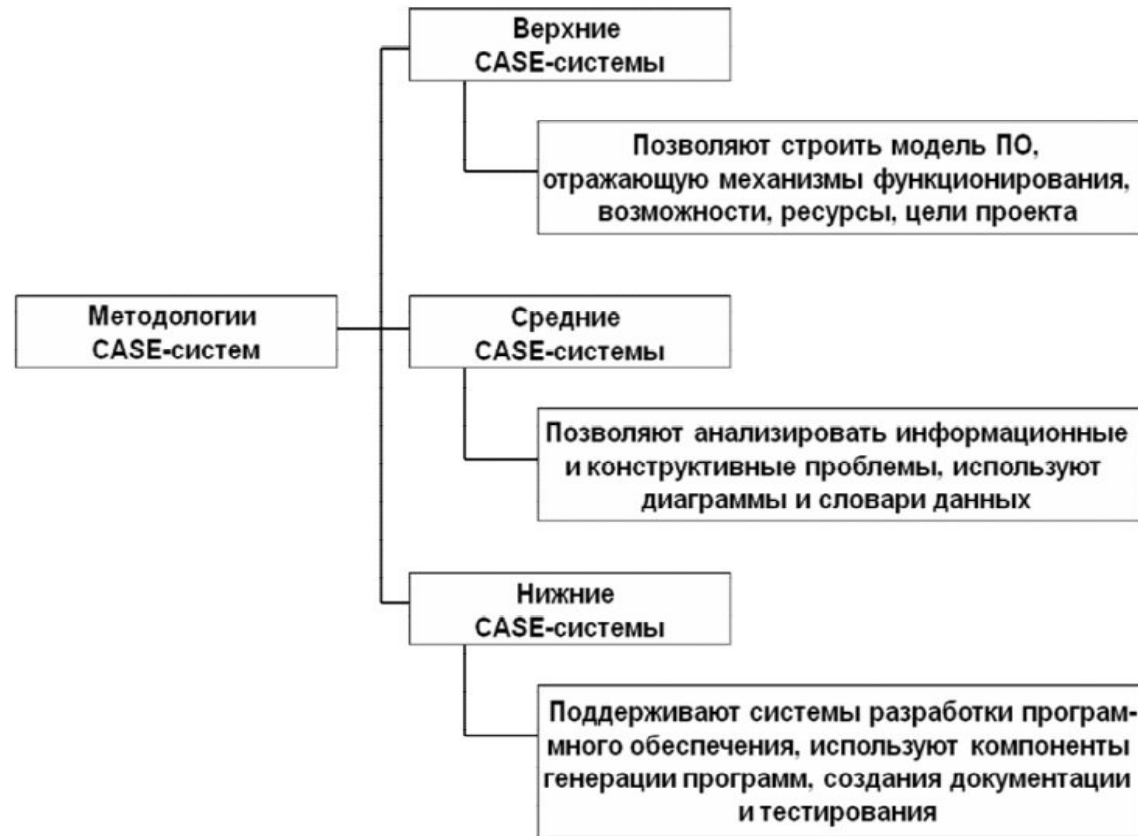 Верхние
CASE-системы
Позволяют строить модель ПО,
отражающую механизмы функционирования,
возможности, ресурсы, цели проекта
Методологии
CASE-систем
Средние
CASE-системы
Позволяют анализировать информационные
и конструктивные проблемы, используют
диаграммы и словари данных
Нижние
CASE-системы
Поддерживают системы разработки програм-
много обеспечения, используют компоненты
генерации программ, создания документации
и тестирования